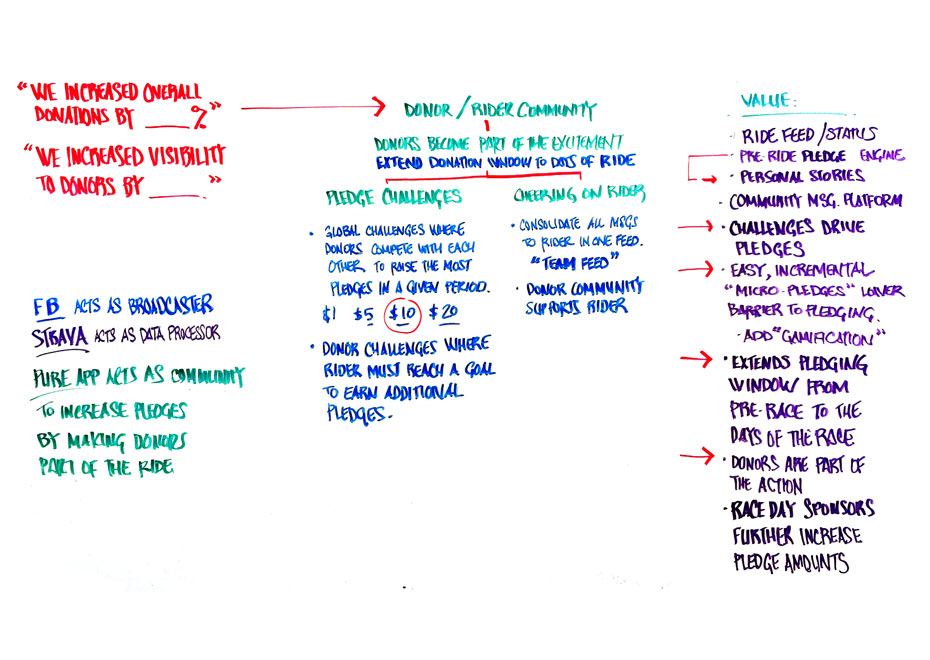 "WE INCREASED OVERALL
DONATIONS BY ____ %"
"WE INCREASED VISIBILITY
TO DONORS BY ____"
FB ACTS AS BROADCASTER
STRAVA ACTS AS DATA PROCESSOR
PURE APP ACTS AS COMMUNITY
TO INCREASE PLEDGES
BY MAKING DONORS
PART OF THE RIDE
DONOR / RIDER COMMUNITY
DONORS BECOME PART OF THE EXCITEMENT
EXTEND DONATION WINDOW TO DAYS OF RIDE
PLEDGE CHALLENGES
• GLOBAL CHALLENGES WHERE
DONORS COMPETE WITH EACH
OTHER TO RAISE THE MOST
PLEDGES IN A GIVEN PERIOD.
$1 $5 $10 $20
• DONOR CHALLENGES WHERE
RIDER MUST REACH A GOAL
TO EARN ADDITIONAL
PLEDGES.
CHEERING ON RIDER
• CONSOLIDATE ALL MSGS
TO RIDER IN ONE FEED.
"TEAM FEED"
• DONOR COMMUNITY
SUPPORTS RIDER
VALUE:
· RIDE FEED / STATUS
· PRE-RIDE PLEDGE ENGINE
· PERSONAL STORIES
· COMMUNITY MSG. PLATFORM
· CHALLENGES DRIVE
PLEDGES
· EASY, INCREMENTAL
"MICRO-PLEDGES" LOWER
BARRIER TO PLEDGING.
· ADD "GAMIFICATION"
· EXTENDS PLEDGING
WINDOW FROM
PRE-RACE TO THE
DAYS OF THE RACE
· DONORS ARE PART OF
THE ACTION
· RACE DAY SPONSORS
FURTHER INCREASE
PLEDGE AMOUNTS